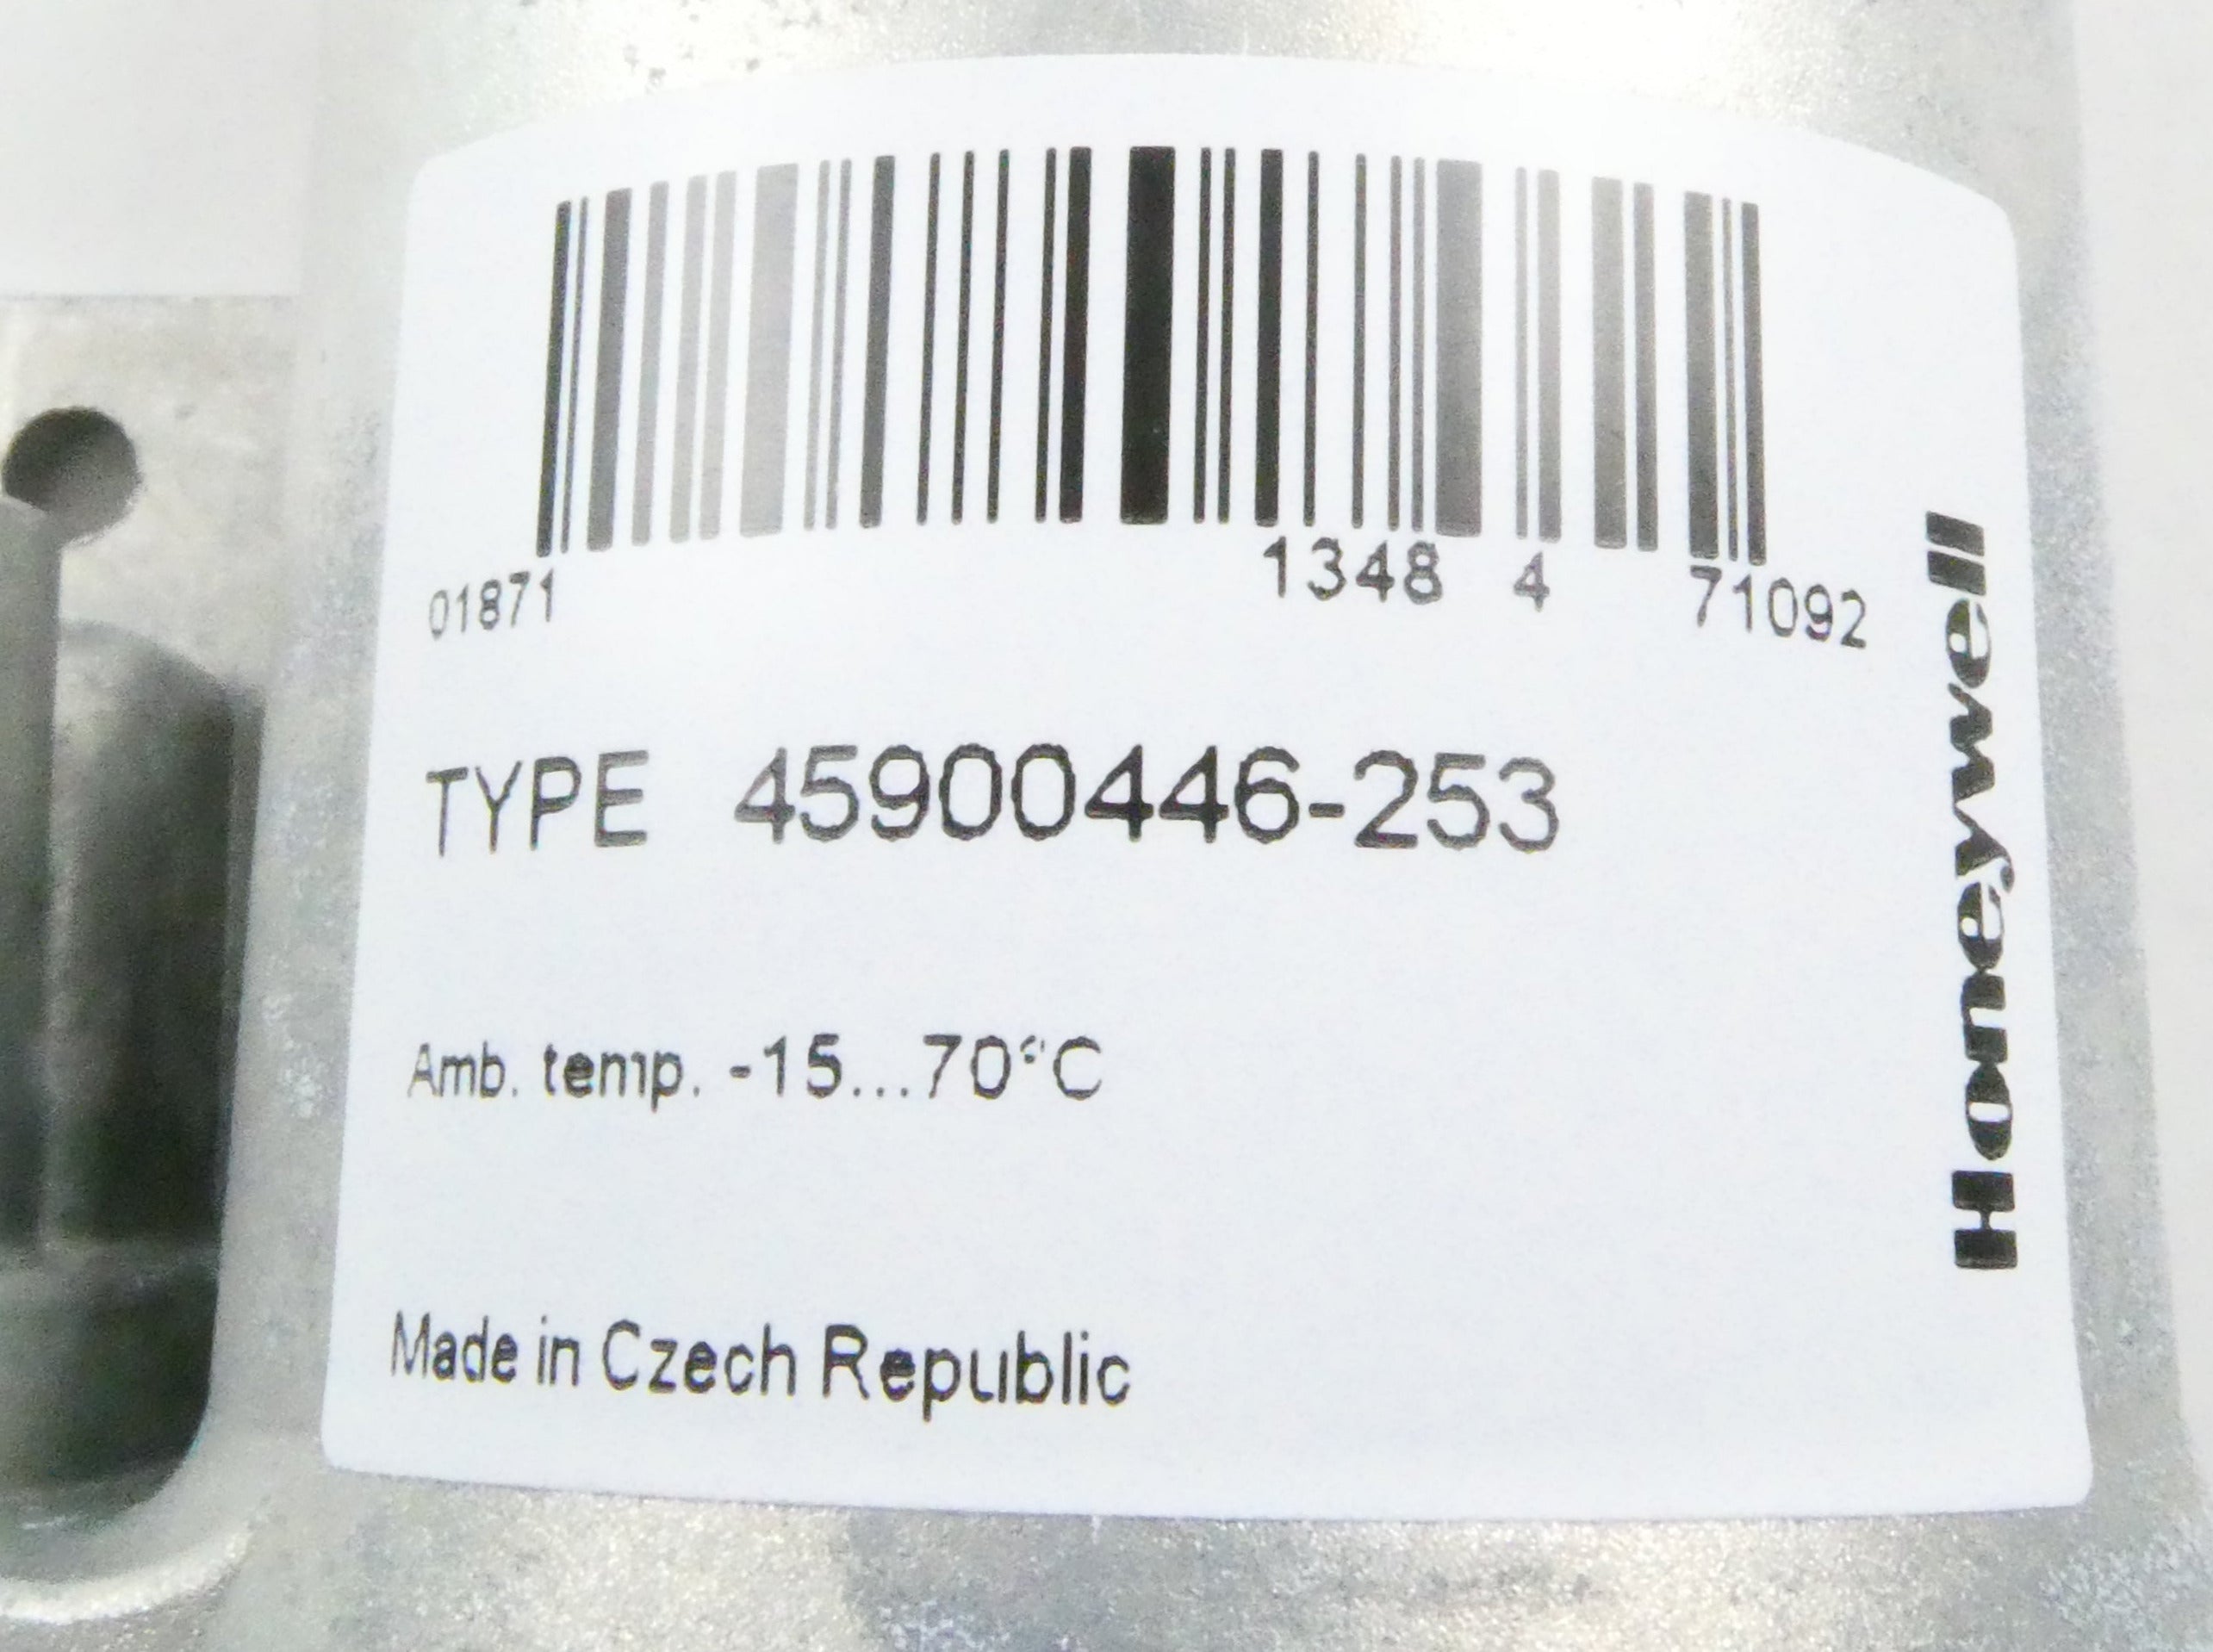 01871 1348 4 71092
TYPE 45900446-253
Amb. temp. -15...70°C
Made in Czech Republic
Honeywell